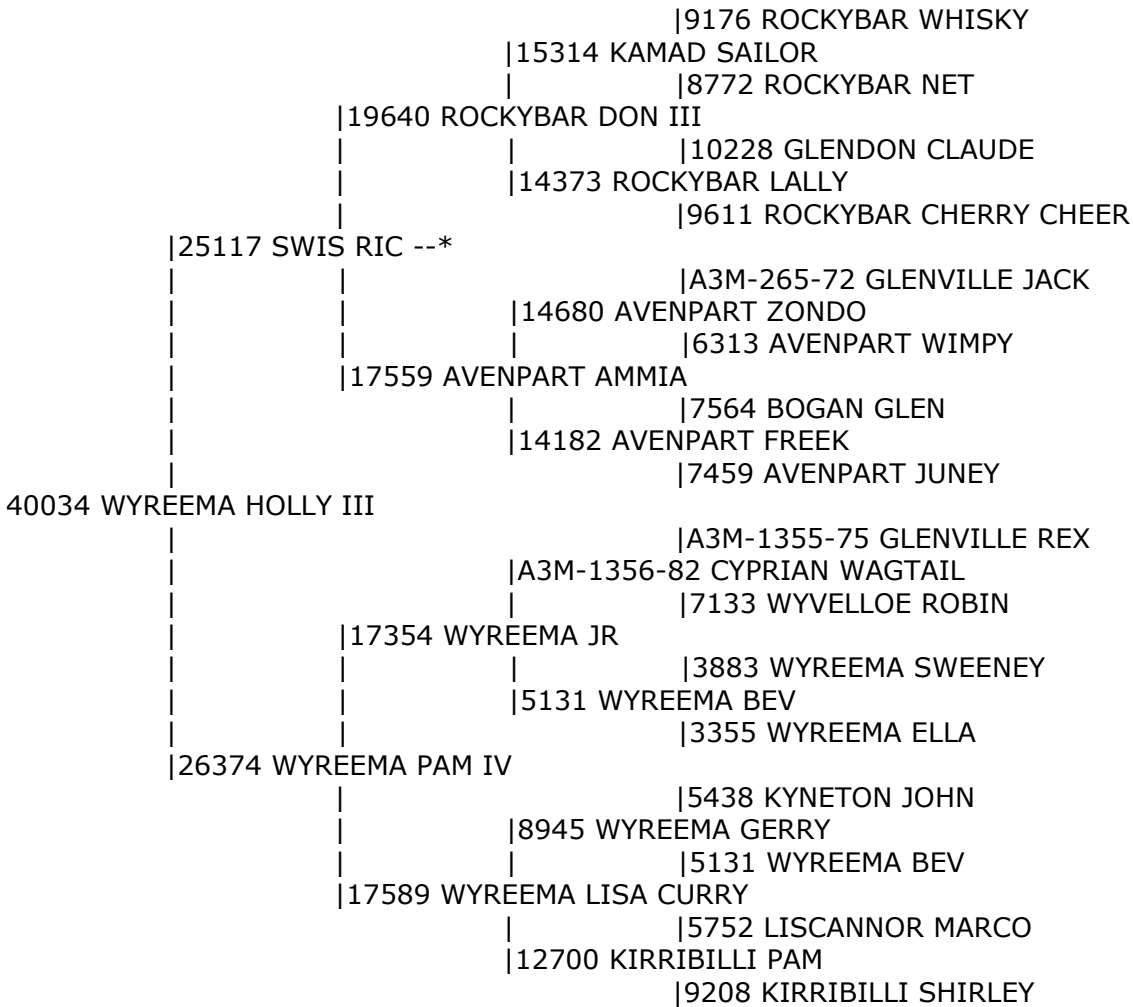 |9176 ROCKYBAR WHISKY
|15314 KAMAD SAILOR
| |8772 ROCKYBAR NET
|19640 ROCKYBAR DON III
| | |10228 GLENDON CLAUDE
| |14373 ROCKYBAR LALLY
| |9611 ROCKYBAR CHERRY CHEER
|25117 SWIS RIC --*
| | |A3M-265-72 GLENVILLE JACK
| | |14680 AVENPART ZONDO
| | | |6313 AVENPART WIMPY
| |17559 AVENPART AMMIA
| | |7564 BOGAN GLEN
| |14182 AVENPART FREEK
| |7459 AVENPART JUNEY
40034 WYREEMA HOLLY III
| |A3M-1355-75 GLENVILLE REX
| |A3M-1356-82 CYPRIAN WAGTAIL
| | |7133 WYVELLOE ROBIN
| |17354 WYREEMA JR
| | | |3883 WYREEMA SWEENEY
| | |5131 WYREEMA BEV
| | |3355 WYREEMA ELLA
|26374 WYREEMA PAM IV
| |5438 KYNETON JOHN
| |8945 WYREEMA GERRY
| | |5131 WYREEMA BEV
|17589 WYREEMA LISA CURRY
| |5752 LISCANNOR MARCO
|12700 KIRRIBILLI PAM
|9208 KIRRIBILLI SHIRLEY